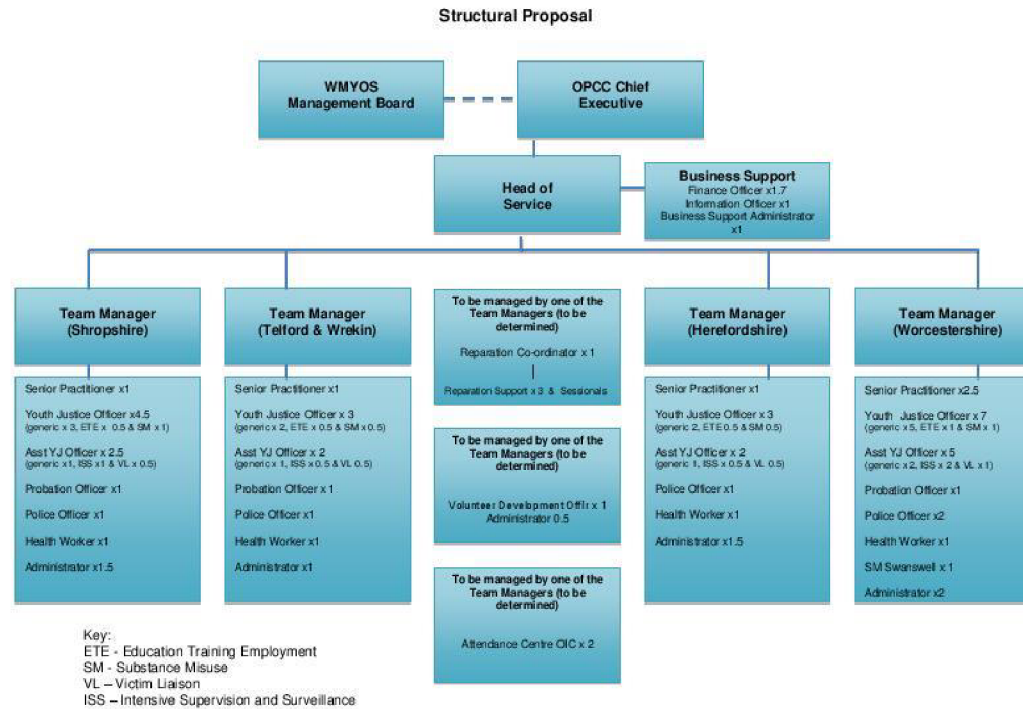 Structural Proposal
WMYOS
Management Board
OPCC Chief
Executive
Head of
Service
Business Support
Finance Officer x1.7
Information Officer x1
Business Support Administrator
x1
Team Manager
(Shropshire)
Senior Practitioner x1
Youth Justice Officer x4.5
(generic x 3, ETE x 0.5 & SM x 1)
Asst YJ Officer x 2.5
(generic x1, ISS x1 & VL x 0.5)
Probation Officer x1
Police Officer x1
Health Worker x1
Administrator x1.5
Team Manager
(Telford & Wrekin)
Senior Practitioner x1
Youth Justice Officer x 3
(generic x 2, ETE x 0.5 & SM x 0.5)
Asst YJ Officer x 2
(generic x 1, ISS x 0.5 & VL 0.5)
Probation Officer x 1
Police Officer x1
Health Worker x1
Administrator x1
To be managed by one of the
Team Managers (to be
determined)
Reparation Co-ordinator x 1
Reparation Support x 3 & Sessionals
To be managed by one of the
Team Managers (to be
determined)
Volunteer Development Offilr x 1
Administrator 0.5
To be managed by one of the
Team Managers (to be
determined)
Attendance Centre OIC x 2
Team Manager
(Herefordshire)
Senior Practitioner x1
Youth Justice Officer x 3
(generic 2, ETE 0.5 & SM 0.5)
Asst YJ Officer x 2
(generic 1, ISS x 0.5 & VL 0.5)
Police Officer x1
Health Worker x1
Administrator x1.5
Team Manager
(Worcestershire)
Senior Practitioner x2.5
Youth Justice Officer x 7
(generic x 5, ETE x 1 & SM x 1)
Asst YJ Officer x 5
(generic x 2, ISS x 2 & VL x 1)
Probation Officer x1
Police Officer x2
Health Worker x1
SM Swanswell x 1
Administrator x2
Key:
ETE - Education Training Employment
SM - Substance Misuse
VL – Victim Liaison
ISS – Intensive Supervision and Surveillance